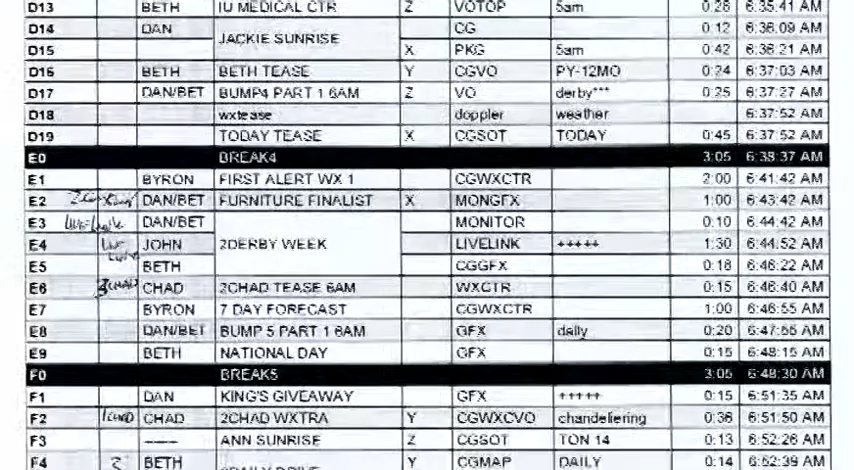 D13 BETH IU MEDICAL CTR Z VOTOP 5am 0:26 6:35:41 AM
D14 DAN JACKIE SUNRISE CG 0:12 6:36:09 AM
D15 X PKG 5am 0:42 6:36:21 AM
D16 BETH BETH TEASE Y CGVO PY-12MO 0:24 6:37:03 AM
D17 DAN/BET BUMP4 PART 1 6AM Z VO derby*** 0:25 6:37:27 AM
D18 wxtease doppler weather 6:37:52 AM
D19 TODAY TEASE X CGSOT TODAY 0:45 6:37:52 AM
E0 BREAK4 3:05 6:38:37 AM
E1 BYRON FIRST ALERT WX 1 CGWXCTR 2:00 6:41:42 AM
E2 DAN/BET FURNITURE FINALIST X MONGFX 1:00 6:43:42 AM
E3 DAN/BET MONITOR 0:10 6:44:42 AM
E4 live JOHN 2DERBY WEEK LIVELINK +++++ 1:30 6:44:52 AM
E5 BETH CGGFX 0:18 6:46:22 AM
E6 CHAD CHAD 2CHAD TEASE 6AM WXCTR 0:15 6:46:40 AM
E7 BYRON 7 DAY FORECAST CGWXCTR 1:00 6:46:55 AM
E8 DAN/BET BUMP 5 PART 1 6AM GFX daily 0:20 6:47:55 AM
E9 BETH NATIONAL DAY GFX 0:15 6:48:15 AM
F0 BREAK5 3:05 6:48:30 AM
F1 DAN KING'S GIVEAWAY GFX +++++ 0:15 6:51:35 AM
F2 1CHAD CHAD 2CHAD WXTRA Y CGWXCVO chandeliering 0:36 6:51:50 AM
F3 ---- ANN SUNRISE Z CGSOT TON 14 0:13 6:52:26 AM
F4 2 BETH 2DAILY DRIVE Y CGMAP DAILY 0:14 6:52:39 AM